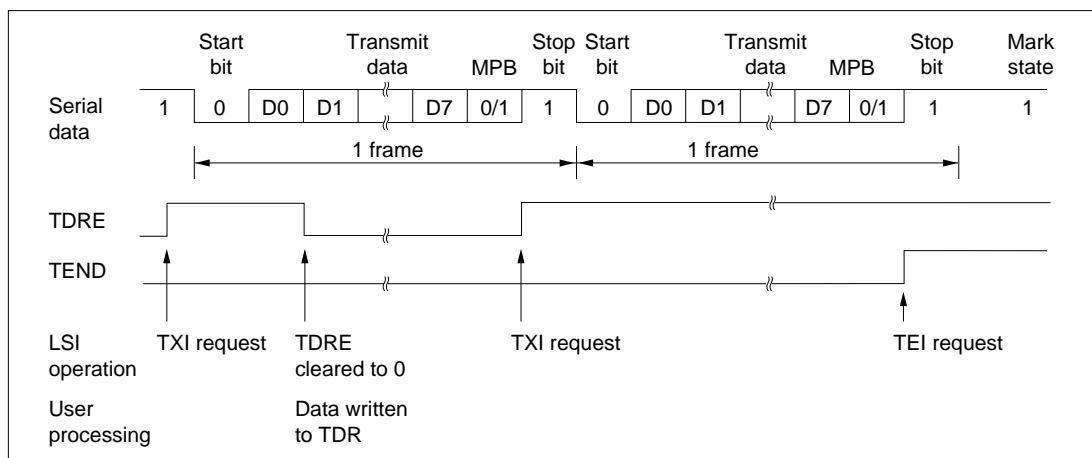 Start bit Transmit data MPB Stop bit Start bit Transmit data MPB Stop bit Mark state
Serial data 1 0 D0 D1 D7 0/1 1 0 D0 D1 D7 0/1 1 1
1 frame 1 frame
TDRE
TEND
LSI operation TXI request TDRE cleared to 0 TXI request TEI request
User processing Data written to TDR